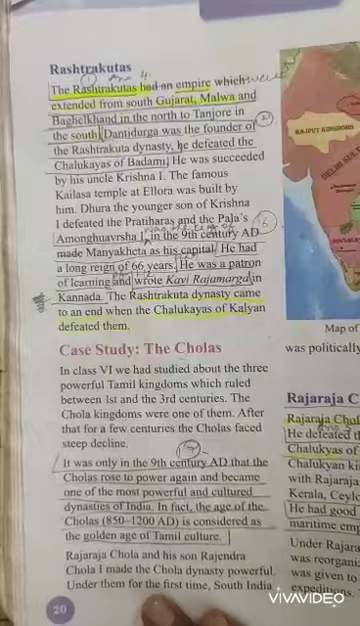 Rashtrakutas
Ans 4.
The Rashtrakutas had an empire which
extended from south Gujarat, Malwa and
Baghelkhand in the north to Tanjore in
the south. Dantidurga was the founder of
the Rashtrakuta dynasty, he defeated the
Chalukayas of Badami. He was succeeded
by his uncle Krishna I. The famous
Kailasa temple at Ellora was built by
him. Dhura the younger son of Krishna
I defeated the Pratiharas and the Pala's
Amonghuavrsha I, in the 9th century AD
made Manyakheta as his capital. He had
a long reign of 66 years. He was a patron
of learning and wrote Kavi Rajamarga in
Kannada. The Rashtrakuta dynasty came
to an end when the Chalukayas of Kalyan
defeated them.
Case Study: The Cholas
In class VI we had studied about the three
powerful Tamil kingdoms which ruled
between 1st and the 3rd centuries. The
Chola kingdoms were one of them. After
that for a few centuries the Cholas faced
steep decline.
It was only in the 9th century AD that the
Cholas rose to power again and became
one of the most powerful and cultured
dynasties of India. In fact, the age of the
Cholas (850-1200 AD) is considered as
the golden age of Tamil culture.
Rajaraja Chola and his son Rajendra
Chola I made the Chola dynasty powerful.
Under them for the first time, South India
20
RAJPUT KINGDOMS
DELHI SUL
Map of
was politically
Rajaraja C
Rajaraja Chol
He defeated t
Chalukyas of
Chalukyan ki
with Rajaraja
Kerala, Ceylo
He had good
maritime emp
Under Rajara
was reorgani
was given to
expeditions.
VIVAVIDEO